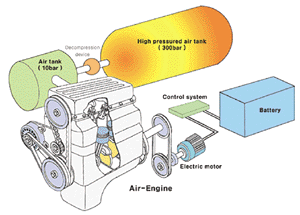 Decompression
device
High pressured air tank
(300bar)
Air tank
(10bar)
Control system
Battery
Electric motor
Air-Engine